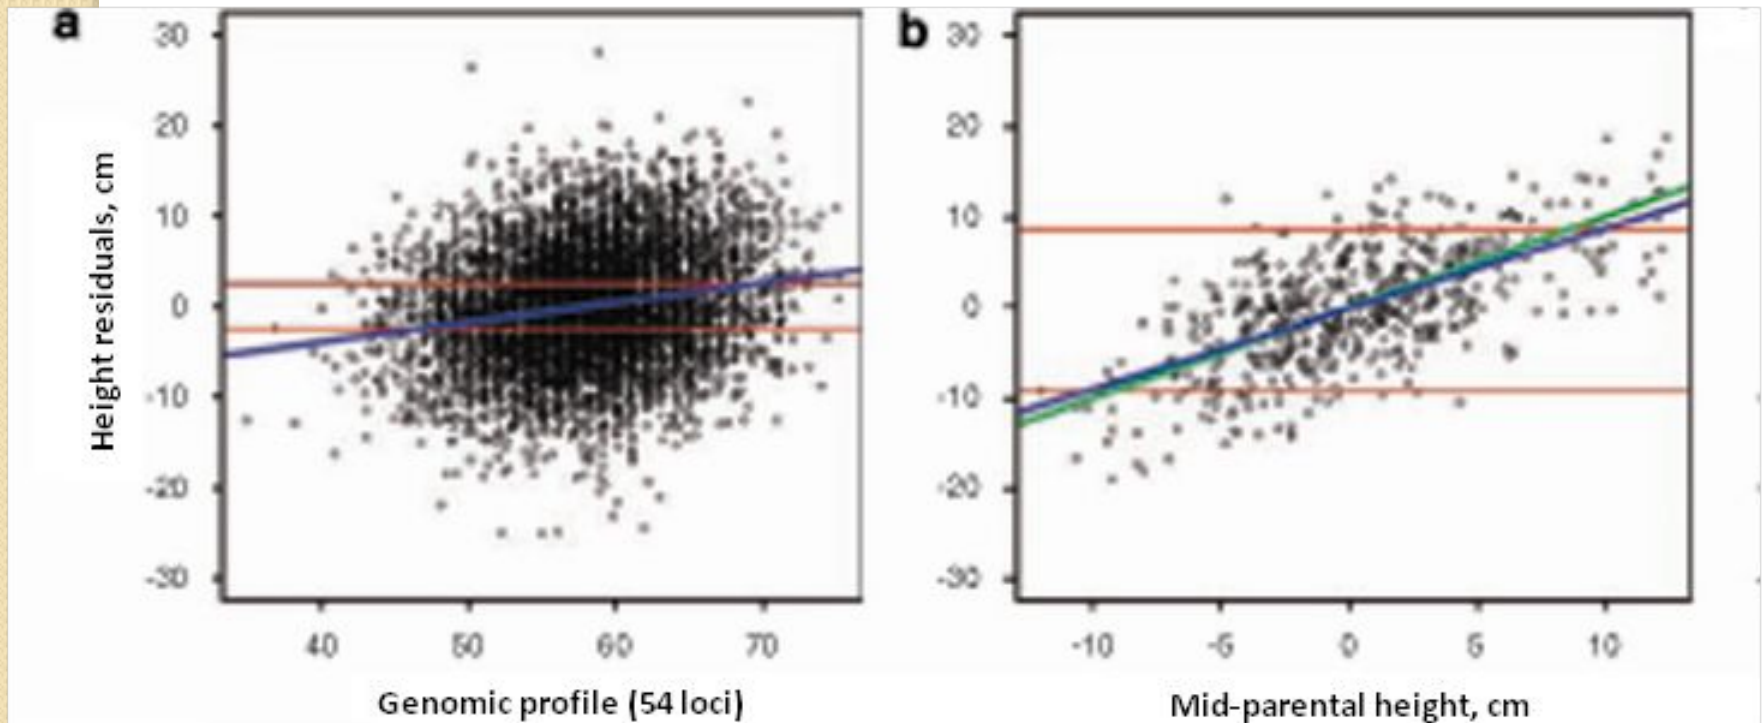 a
30
20
10
0
-10
-20
-30
Height residuals, cm
40 50 60 70
Genomic profile (54 loci)
b
30
20
10
0
-10
-20
-30
-10 -5 0 5 10
Mid-parental height, cm